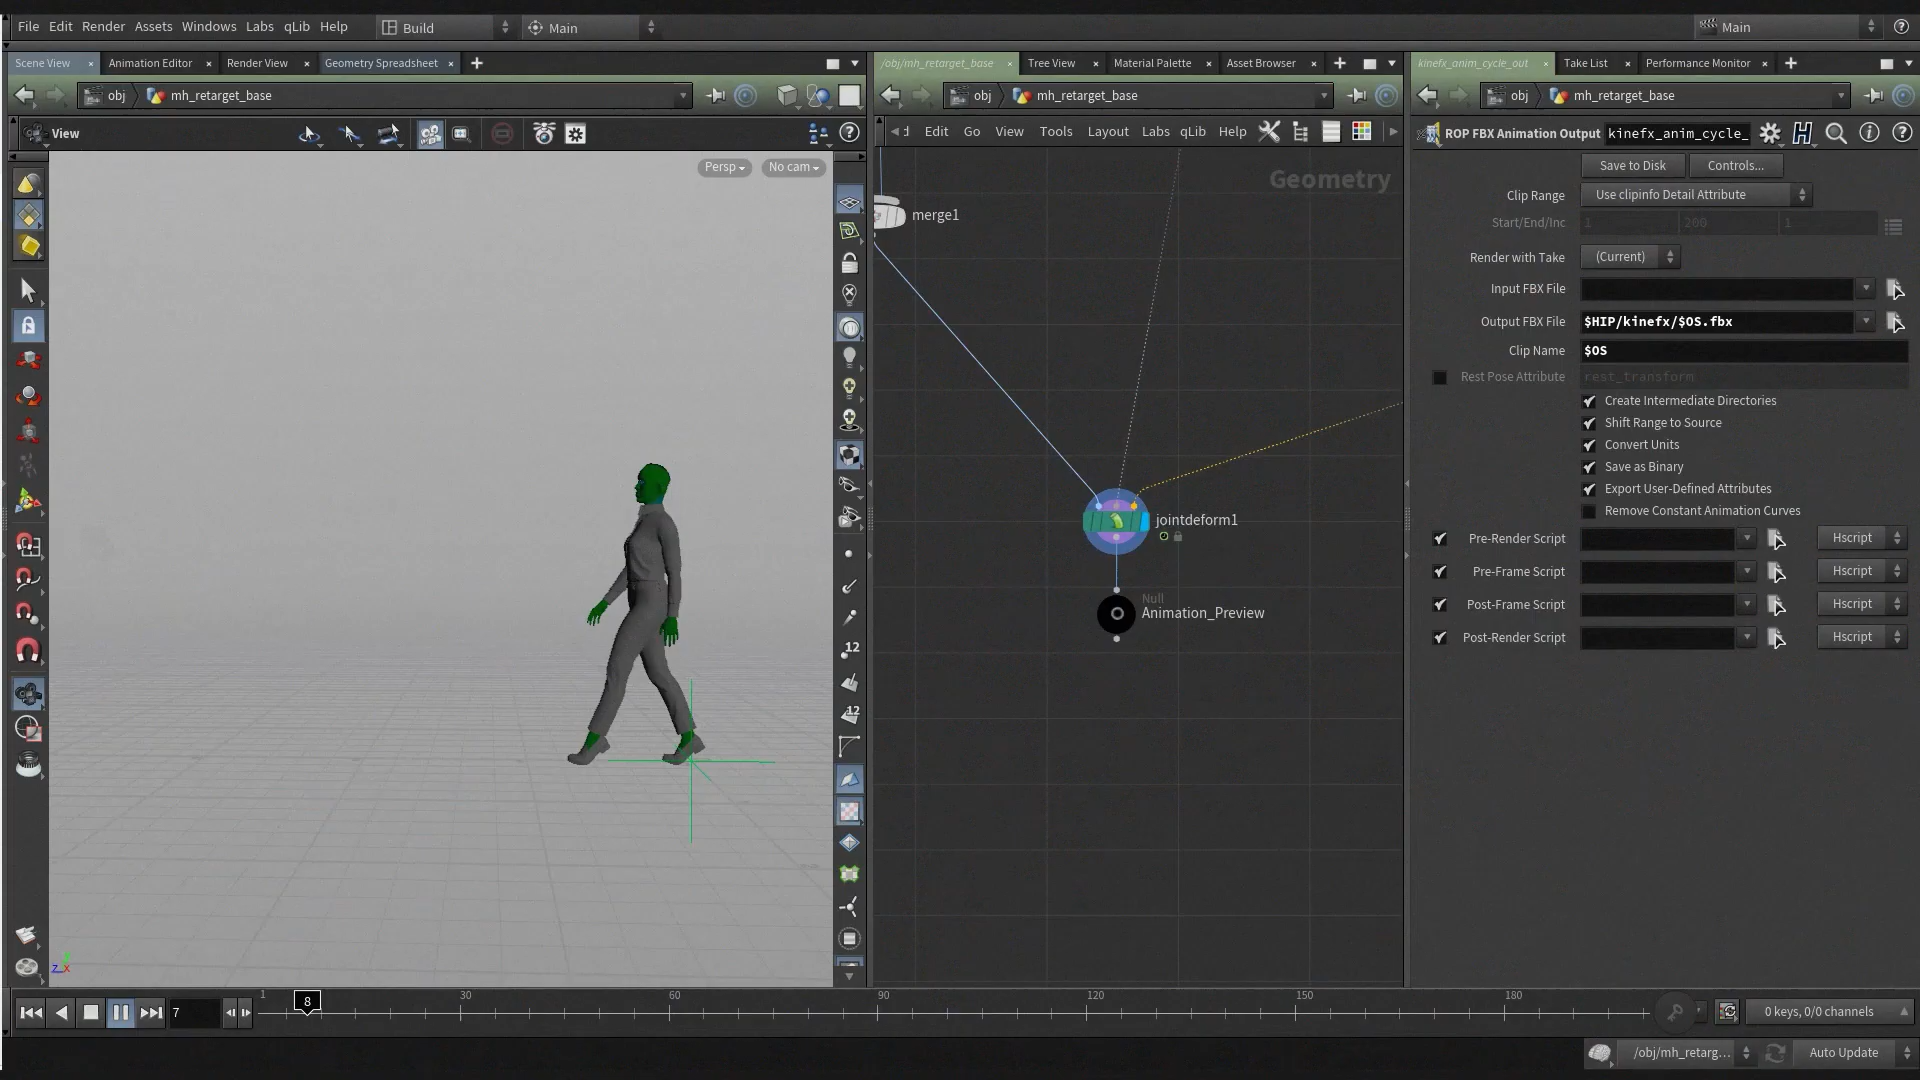 File Edit Render Assets Windows Labs qLib Help Build Main Main
Scene View Animation Editor Render View Geometry Spreadsheet
obj mh_retarget_base
View
Persp No cam
12
12
z x
/obj/mh_retarget_base Tree View Material Palette Asset Browser
obj mh_retarget_base
Edit Go View Tools Layout Labs qLib Help
Geometry
merge1
jointdeform1
Null
Animation_Preview
kinefx_anim_cycle_out Take List Performance Monitor
obj mh_retarget_base
ROP FBX Animation Output kinefx_anim_cycle_
Save to Disk Controls...
Clip Range Use clipinfo Detail Attribute
Start/End/Inc 1 200 1
Render with Take (Current)
Input FBX File
Output FBX File $HIP/kinefx/$OS.fbx
Clip Name $OS
Rest Pose Attribute rest_transform
Create Intermediate Directories
Shift Range to Source
Convert Units
Save as Binary
Export User-Defined Attributes
Remove Constant Animation Curves
Pre-Render Script Hscript
Pre-Frame Script Hscript
Post-Frame Script Hscript
Post-Render Script Hscript
7 1 8 30 60 90 120 150 180
0 keys, 0/0 channels
/obj/mh_retarg... Auto Update